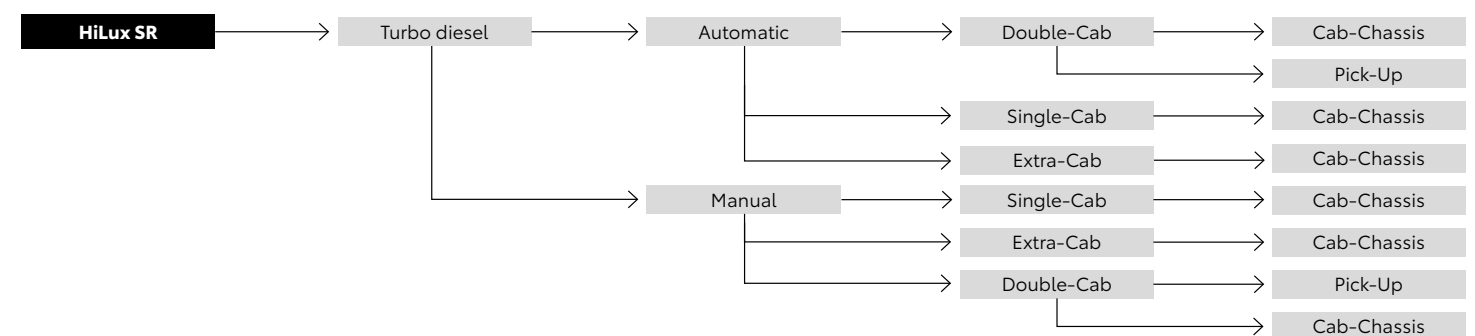 HiLux SR
Turbo diesel
Automatic
Double-Cab
Cab-Chassis
Pick-Up
Single-Cab
Cab-Chassis
Extra-Cab
Cab-Chassis
Manual
Single-Cab
Cab-Chassis
Extra-Cab
Cab-Chassis
Double-Cab
Pick-Up
Cab-Chassis